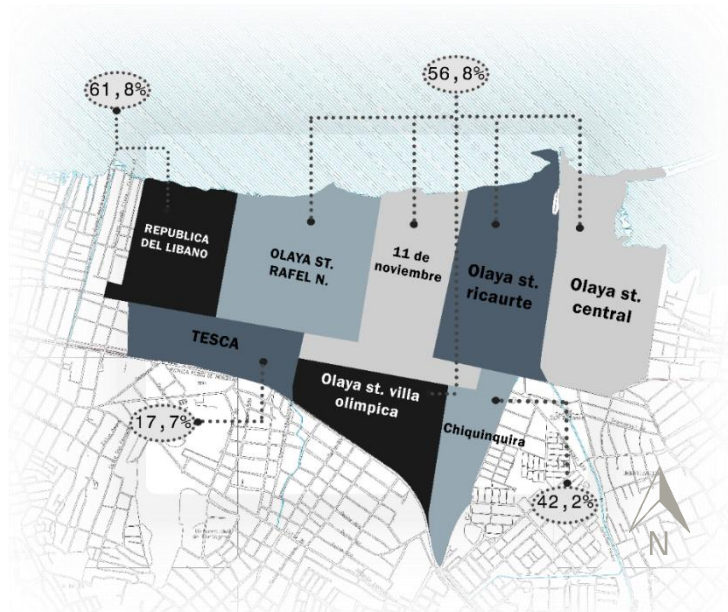 61,8%
56,8%
REPUBLICA
DEL LIBANO
OLAYA ST.
RAFEL N.
11 de
noviembre
Olaya st.
ricaurte
Olaya st.
central
TESCA
Olaya st. villa
olimpica
Chiquinquira
17,7%
42,2%
N